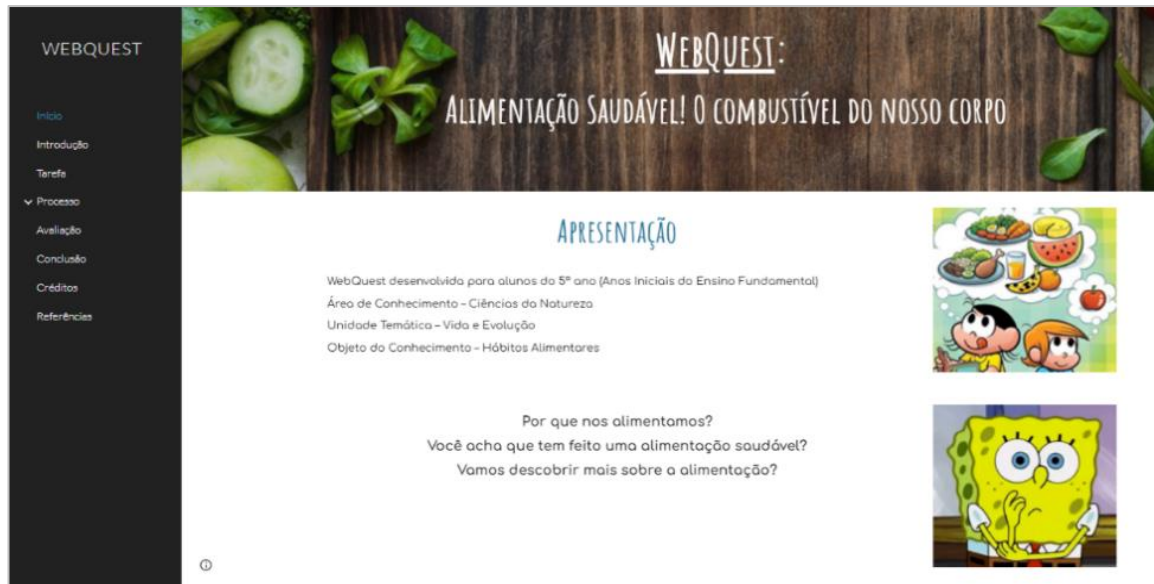 WEBQUEST
Início
Introdução
Tarefa
Processo
Avaliação
Conclusão
Créditos
Referências
WEBQUEST:
ALIMENTAÇÃO SAUDÁVEL! O COMBUSTÍVEL DO NOSSO CORPO
APRESENTAÇÃO
WebQuest desenvolvida para alunos do 5º ano (Anos Iniciais do Ensino Fundamental)
Área de Conhecimento – Ciências da Natureza
Unidade Temática – Vida e Evolução
Objeto do Conhecimento – Hábitos Alimentares
Por que nos alimentamos?
Você acha que tem feito uma alimentação saudável?
Vamos descobrir mais sobre a alimentação?